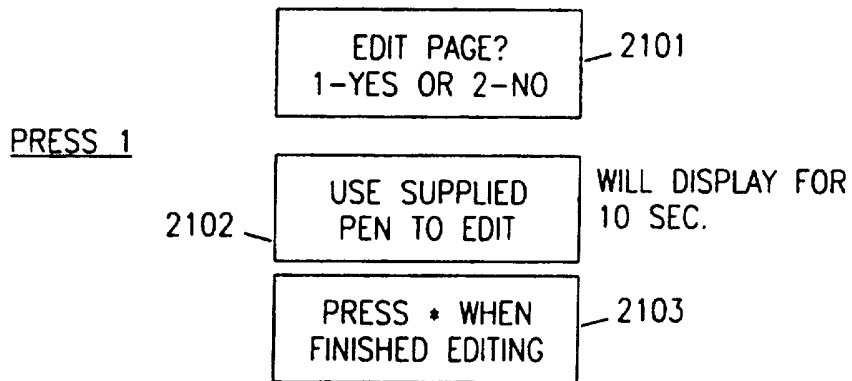 EDIT PAGE?
1-YES OR 2-NO
2101
PRESS 1
USE SUPPLIED
PEN TO EDIT
2102
WILL DISPLAY FOR
10 SEC.
PRESS * WHEN
FINISHED EDITING
2103